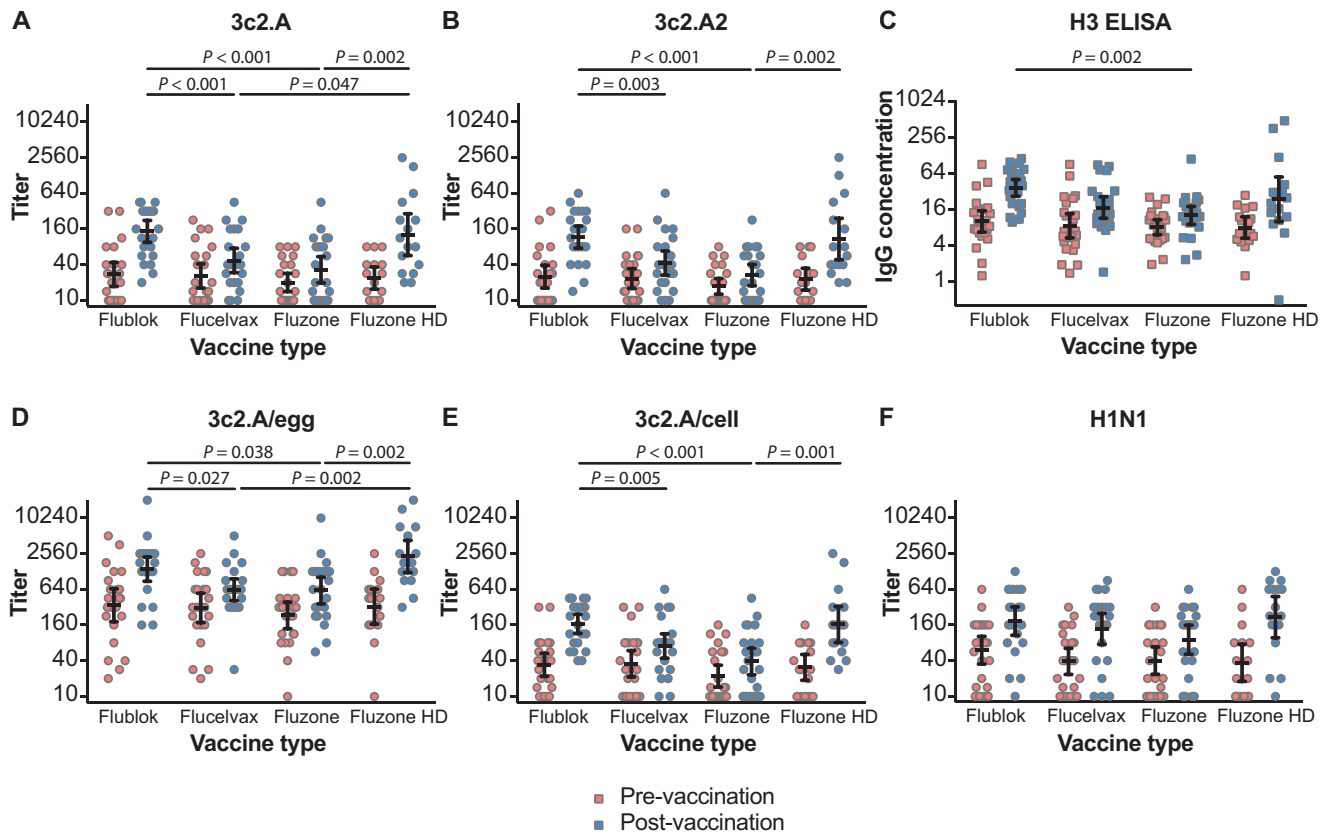 A
3c2.A
P < 0.001
P = 0.002
P < 0.001
P = 0.047
Titer
10240
2560
640
160
40
10
Flublok
Flucelvax
Fluzone
Fluzone HD
Vaccine type
B
3c2.A2
P < 0.001
P = 0.002
P = 0.003
Titer
10240
2560
640
160
40
10
Flublok
Flucelvax
Fluzone
Fluzone HD
Vaccine type
C
H3 ELISA
P = 0.002
IgG concentration
1024
256
64
16
4
1
Flublok
Flucelvax
Fluzone
Fluzone HD
Vaccine type
D
3c2.A/egg
P = 0.038
P = 0.002
P = 0.027
P = 0.002
Titer
10240
2560
640
160
40
10
Flublok
Flucelvax
Fluzone
Fluzone HD
Vaccine type
E
3c2.A/cell
P < 0.001
P = 0.001
P = 0.005
Titer
10240
2560
640
160
40
10
Flublok
Flucelvax
Fluzone
Fluzone HD
Vaccine type
F
H1N1
Titer
10240
2560
640
160
40
10
Flublok
Flucelvax
Fluzone
Fluzone HD
Vaccine type
Pre-vaccination
Post-vaccination